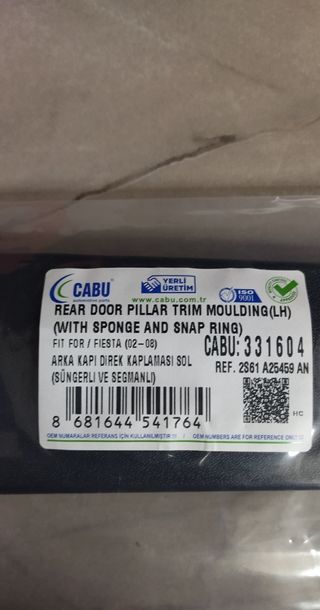 CABU
automotive parts
YERLİ
ÜRETİM
ISO
9001
www.cabu.com.tr
REAR DOOR PILLAR TRIM MOULDING(LH)
(WITH SPONGE AND SNAP RING)
FIT FOR / FIESTA (02-08)
CABU: 331604
ARKA KAPI DIREK KAPLAMASI SOL
REF. 2S61 A25459 AN
(SÜNGERLİ VE SEGMANLI)
HC
8 681644 541764
OEM NUMARALAR REFERANS İÇİN KULLANILMIŞTIR !!! / OEM NUMBERS ARE FOR REFERENCE ONLY